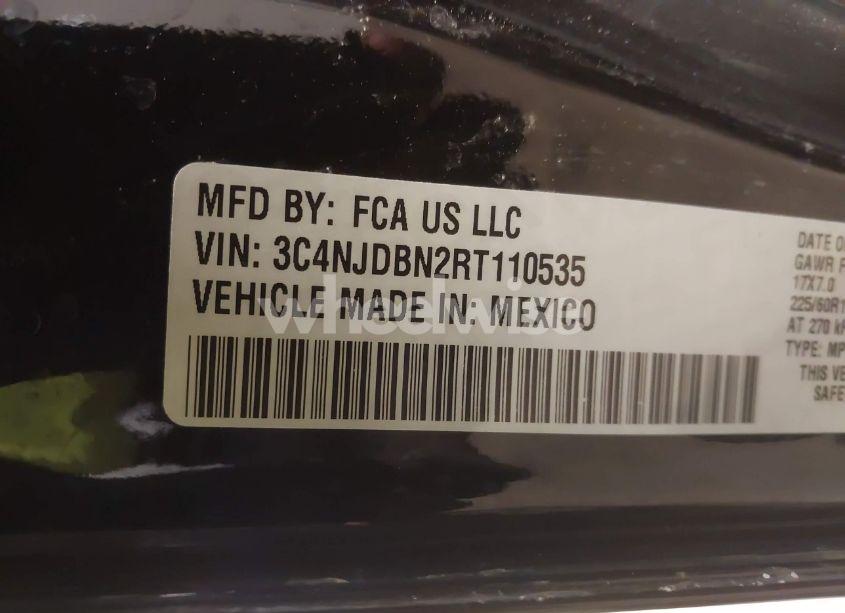 MFD BY: FCA US LLC
VIN: 3C4NJDBN2RT110535
VEHICLE MADE IN: MEXICO
wheelwise
DATE O
GAWR F
17X7.0
225/60R1
AT 270 kP
TYPE: MP
THIS VE
SAFE